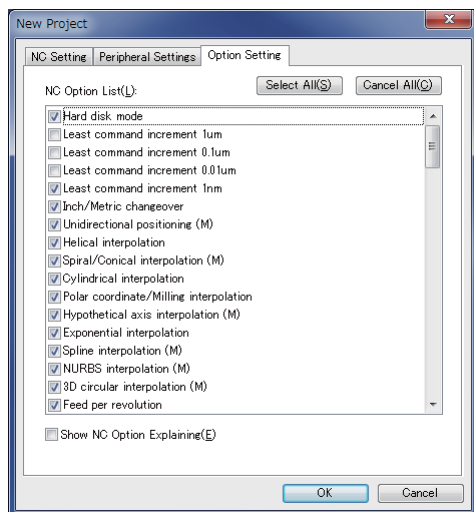 New Project
NC Setting Peripheral Settings Option Setting
NC Option List(L): Select All(S) Cancel All(C)
Hard disk mode
Least command increment 1um
Least command increment 0.1um
Least command increment 0.01um
Least command increment 1nm
Inch/Metric changeover
Unidirectional positioning (M)
Helical interpolation
Spiral/Conical interpolation (M)
Cylindrical interpolation
Polar coordinate/Milling interpolation
Hypothetical axis interpolation (M)
Exponential interpolation
Spline interpolation (M)
NURBS interpolation (M)
3D circular interpolation (M)
Feed per revolution
Show NC Option Explaining(E)
OK Cancel